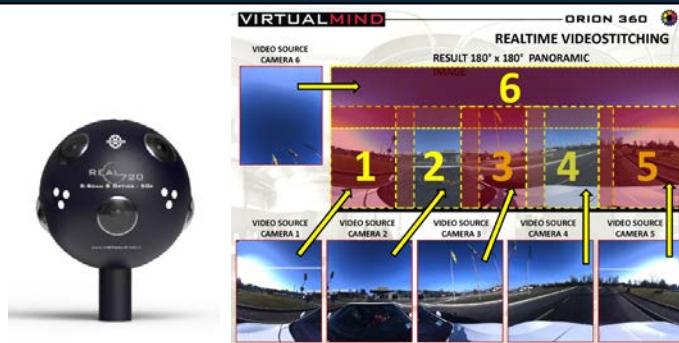 REAL
720
VIRTUALMIND
ORION 360
REALTIME VIDEOSTITCHING
RESULT 180° x 180° PANORAMIC
IMAGE
VIDEO SOURCE
CAMERA 6
6
1
2
3
4
5
VIDEO SOURCE
CAMERA 1
VIDEO SOURCE
CAMERA 2
VIDEO SOURCE
CAMERA 3
VIDEO SOURCE
CAMERA 4
VIDEO SOURCE
CAMERA 5